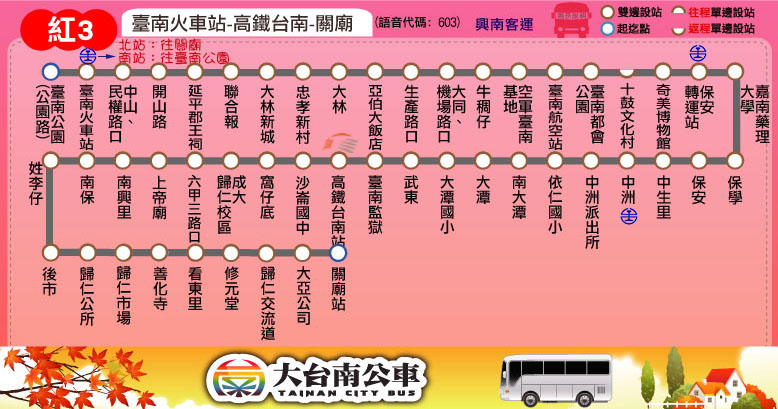 紅3
臺南火車站-高鐵台南-關廟
(語音代碼: 603)
興南客運
雙邊設站
往程單邊設站
起迄點
返程單邊設站
北站：往關廟
南站：往臺南公園
臺南公園(公園路)
臺南火車站
中山、民權路口
開山路
延平郡王祠
聯合報
大林新城
忠孝新村
大林
亞伯大飯店
生產路口
大同、機場路口
牛稠仔
空軍臺南基地
臺南航空站
臺南都會公園
十鼓文化村
奇美博物館
保安轉運站
嘉南藥理大學
姓李仔
南保
南興里
上帝廟
六甲三路口
成大歸仁校區
窩仔底
沙崙國中
高鐵台南站
臺南監獄
武東
大潭國小
大潭
南大潭
依仁國小
中洲派出所
中洲
中生里
保安
保學
後市
歸仁公所
歸仁市場
善化寺
看東里
修元堂
歸仁交流道
大亞公司
關廟站
大台南公車
TAINAN CITY BUS